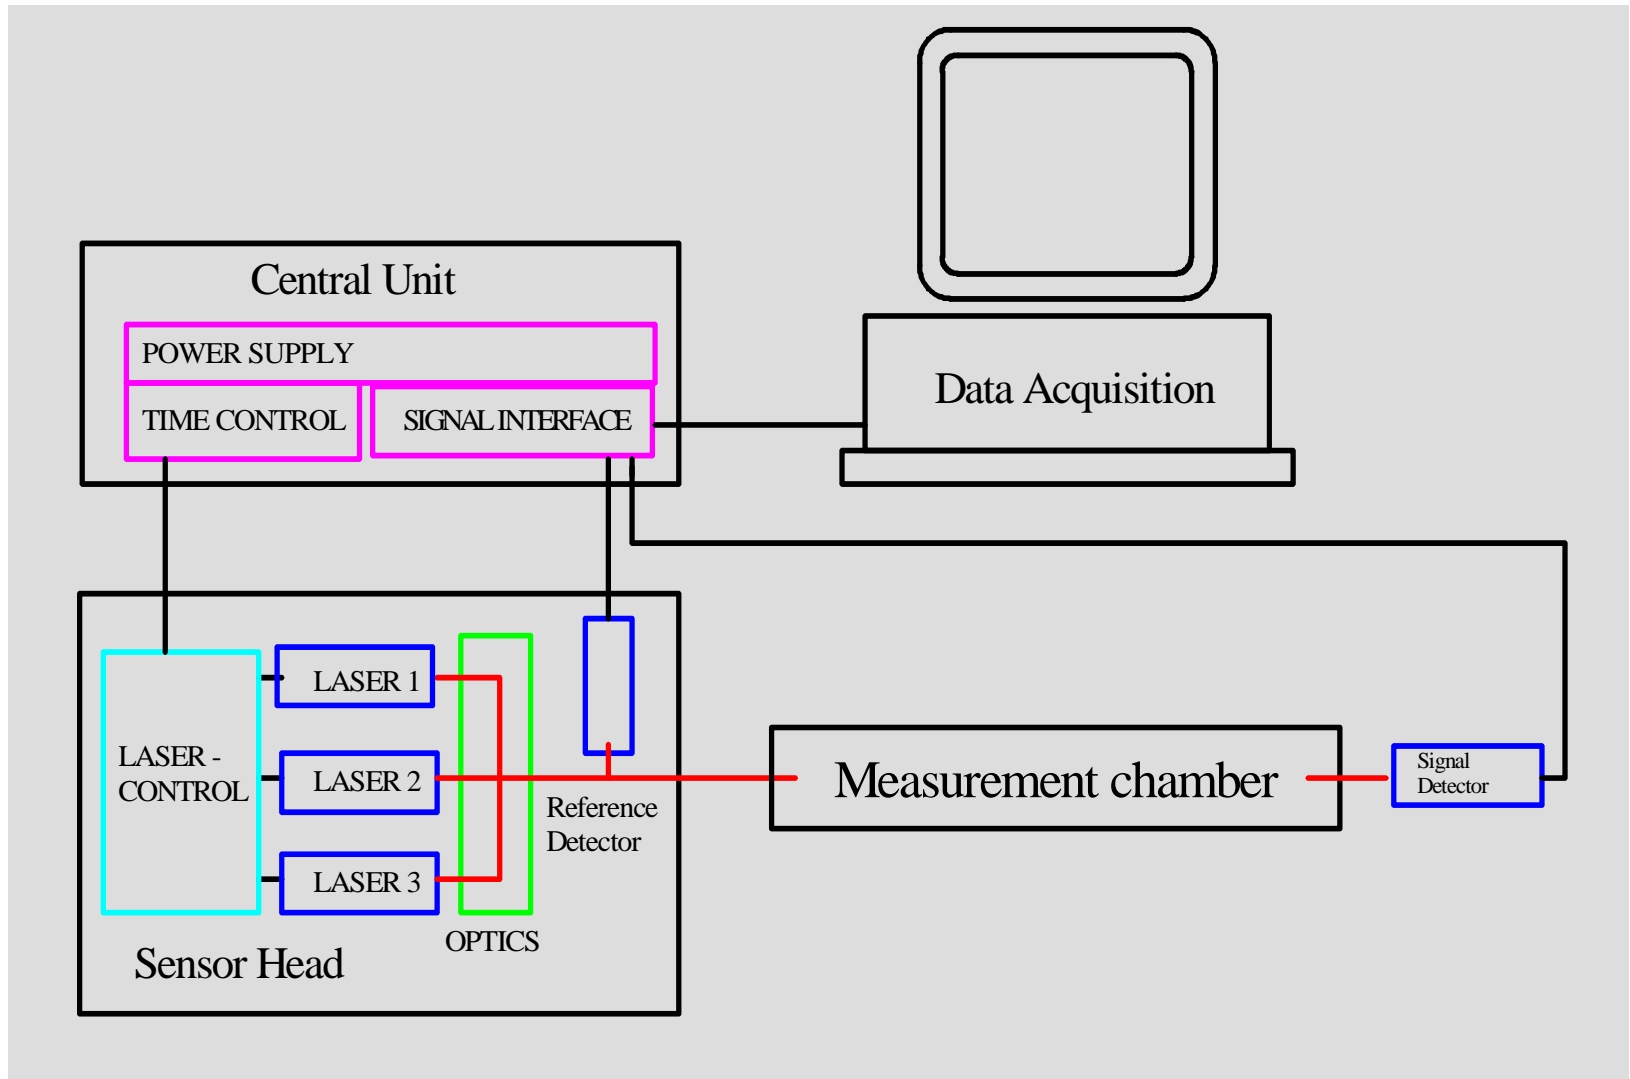 Central Unit
POWER SUPPLY
TIME CONTROL
SIGNAL INTERFACE
Data Acquisition
LASER 1
LASER -
CONTROL
LASER 2
LASER 3
OPTICS
Reference
Detector
Sensor Head
Measurement chamber
Signal
Detector